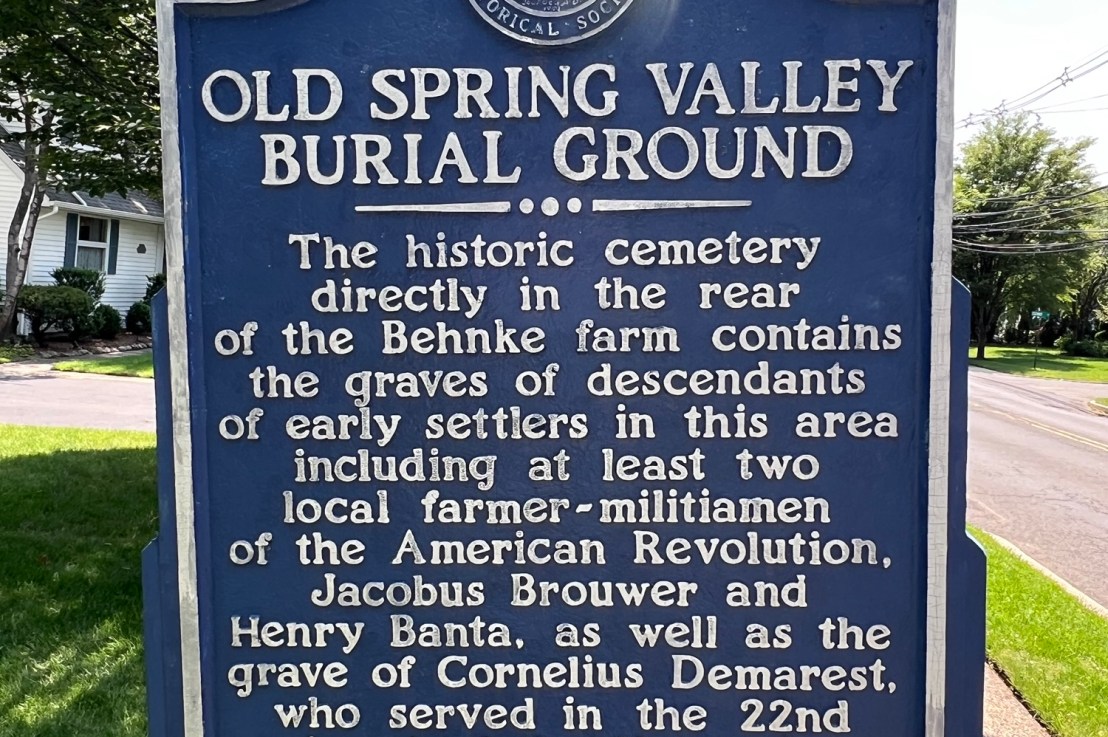 ORICAL SOCI
OLD SPRING VALLEY
BURIAL GROUND
The historic cemetery
directly in the rear
of the Behnke farm contains
the graves of descendants
of early settlers in this area
including at least two
local farmer-militiamen
of the American Revolution,
Jacobus Brouwer and
Henry Banta, as well as the
grave of Cornelius Demarest,
who served in the 22nd